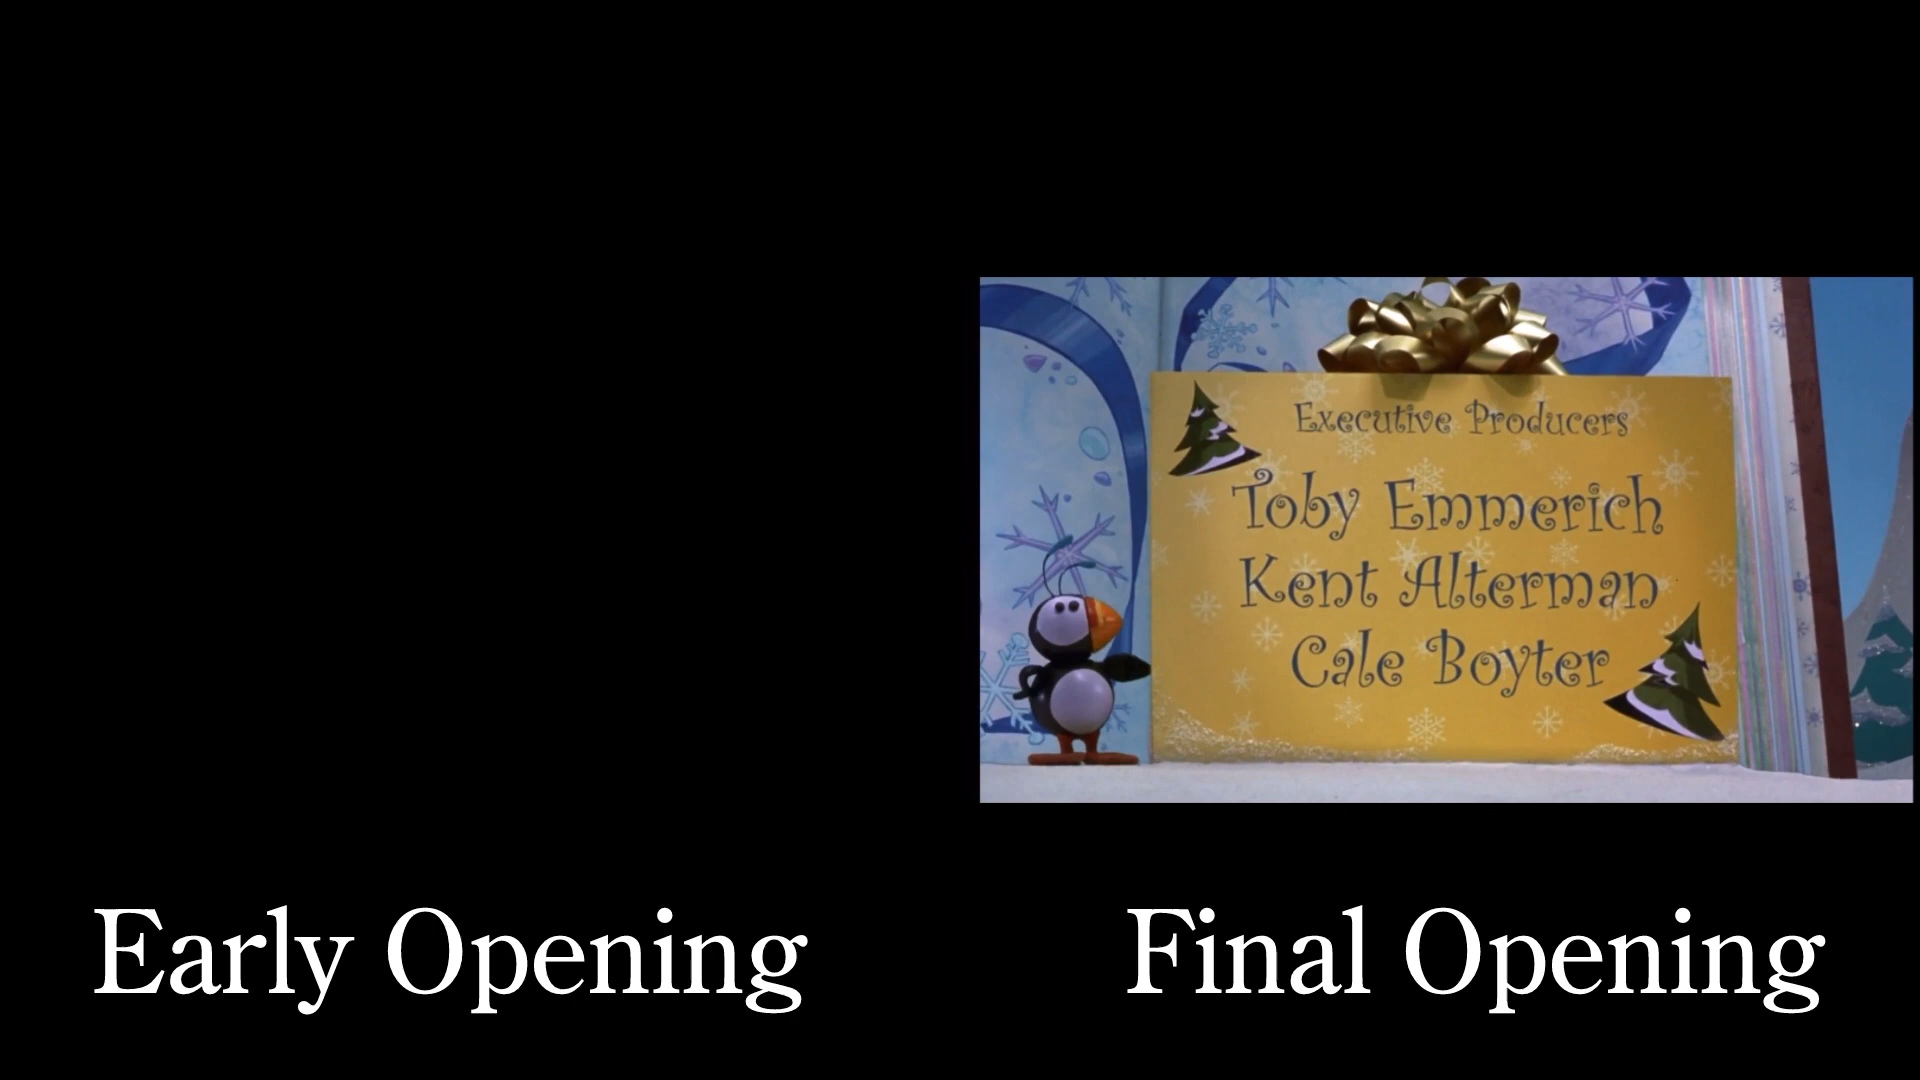 Executive Producers
Toby Emmerich
Kent Alterman
Cale Boyter
Early Opening
Final Opening